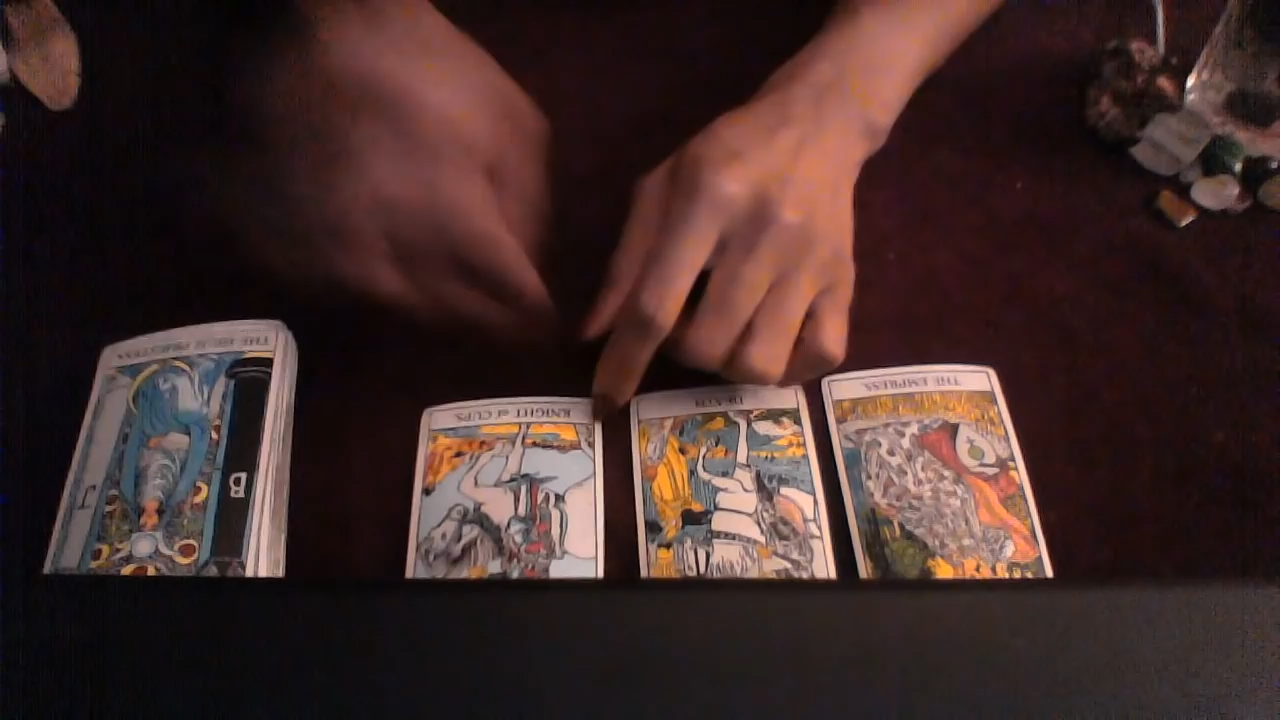 THE HIGH PRIESTESS
B
J
KNIGHT of CUPS.
DEATH
THE EMPRESS.